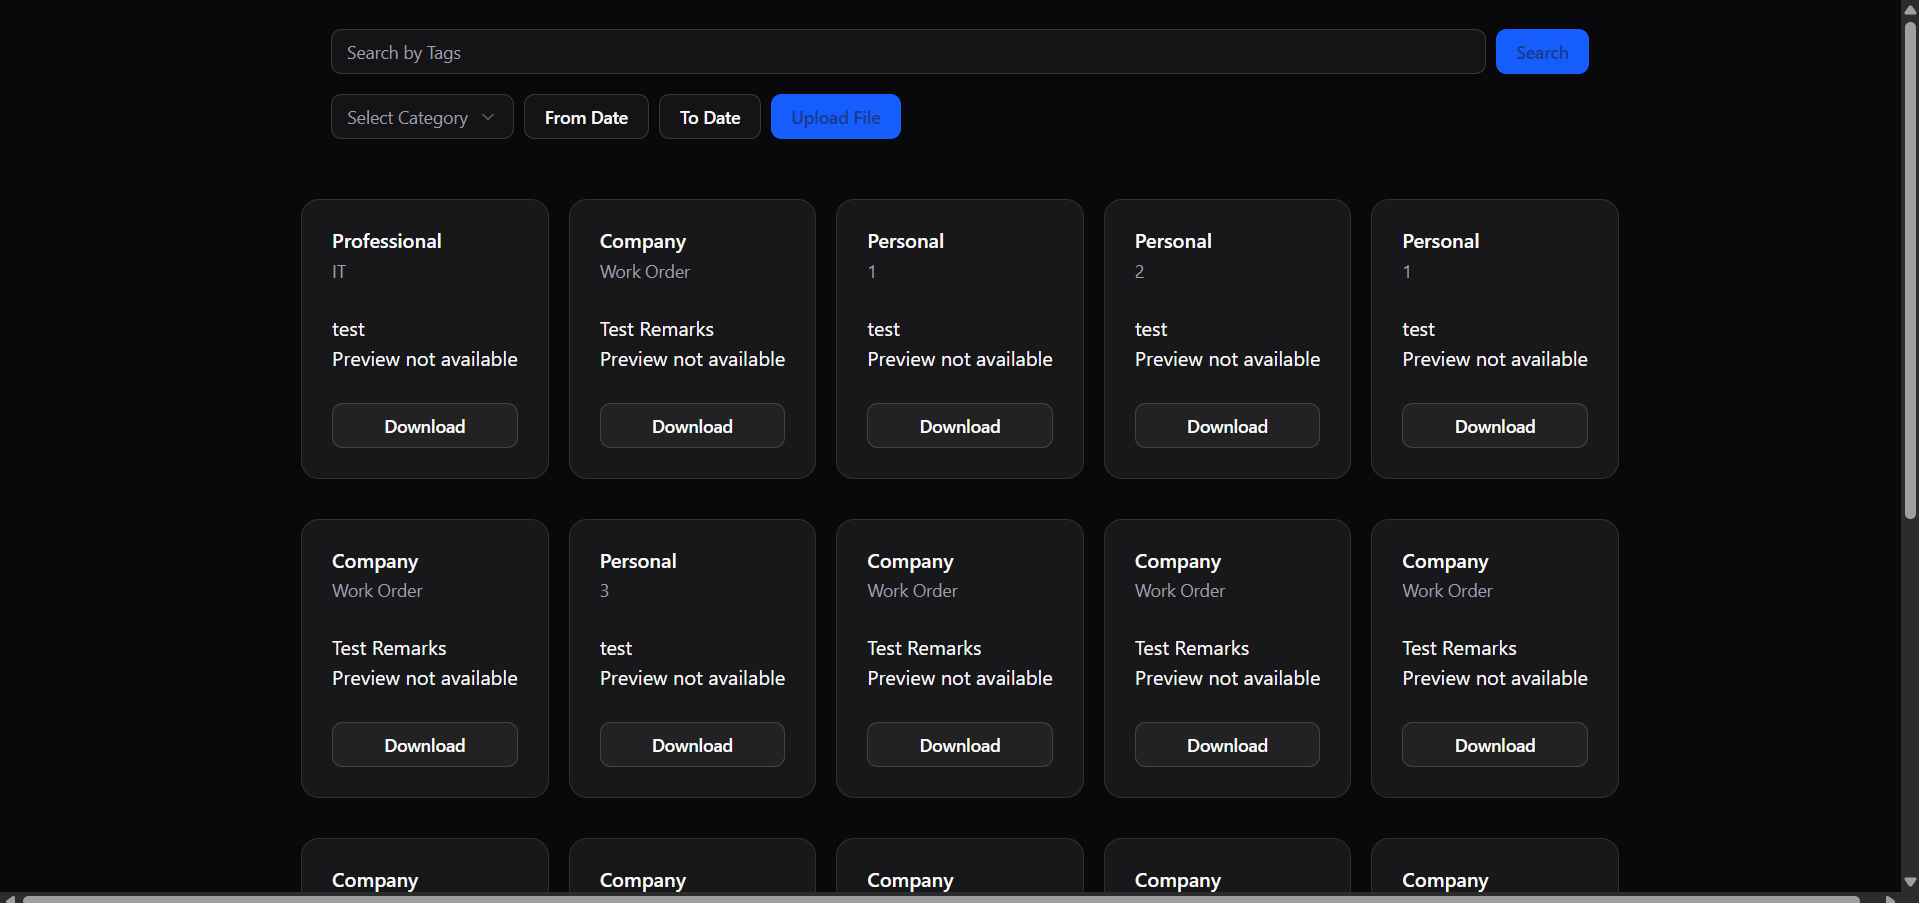 Search by Tags
Search
Select Category
From Date
To Date
Upload File
Professional
IT
test
Preview not available
Download
Company
Work Order
Test Remarks
Preview not available
Download
Personal
1
test
Preview not available
Download
Personal
2
test
Preview not available
Download
Personal
1
test
Preview not available
Download
Company
Work Order
Test Remarks
Preview not available
Download
Personal
3
test
Preview not available
Download
Company
Work Order
Test Remarks
Preview not available
Download
Company
Work Order
Test Remarks
Preview not available
Download
Company
Work Order
Test Remarks
Preview not available
Download
Company
Company
Company
Company
Company